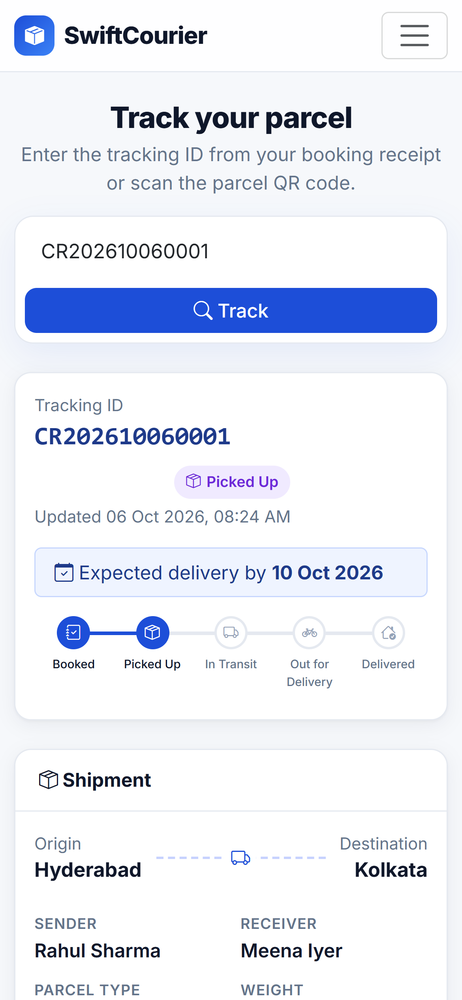 SwiftCourier
Track your parcel
Enter the tracking ID from your booking receipt
or scan the parcel QR code.
CR202610060001
Track
Tracking ID
CR202610060001
Picked Up
Updated 06 Oct 2026, 08:24 AM
Expected delivery by 10 Oct 2026
Booked
Picked Up
In Transit
Out for
Delivery
Delivered
Shipment
Origin
Hyderabad
Destination
Kolkata
SENDER
Rahul Sharma
RECEIVER
Meena Iyer
PARCEL TYPE
WEIGHT